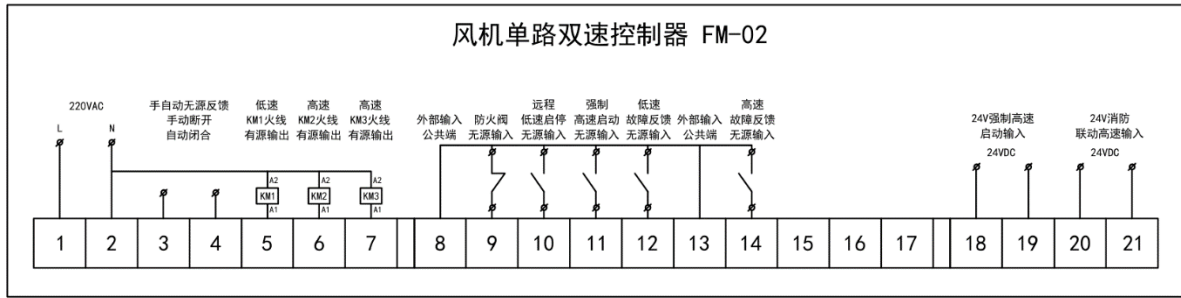 风机单路双速控制器 FM-02
220VAC
L
N
手自动无源反馈
手动断开
自动闭合
低速
KM1火线
有源输出
高速
KM2火线
有源输出
高速
KM3火线
有源输出
外部输入
公共端
防火阀
无源输入
远程
低速启停
无源输入
强制
高速启动
无源输入
低速
故障反馈
无源输入
外部输入
公共端
高速
故障反馈
无源输入
24V强制高速
启动输入
24VDC
24V消防
联动高速输入
24VDC
A2
KM1
A1
A2
KM2
A1
A2
KM3
A1
1 2 3 4 5 6 7 8 9 10 11 12 13 14 15 16 17 18 19 20 21